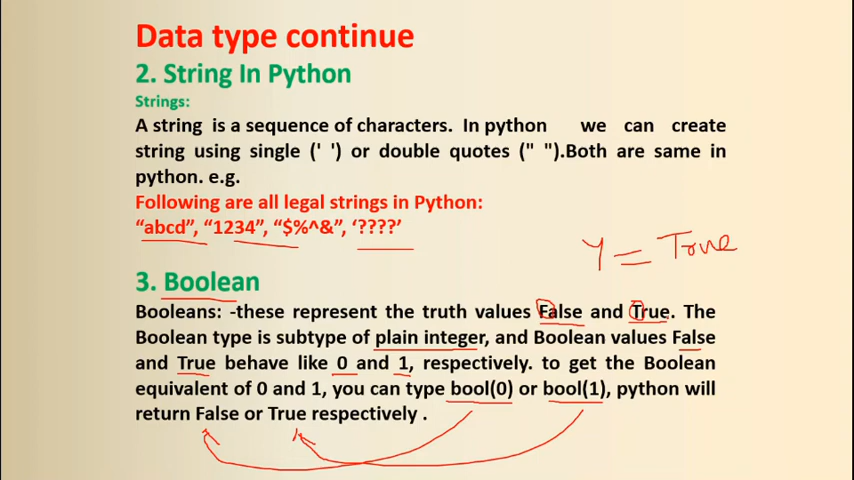 Data type continue
2. String In Python
Strings:
A string is a sequence of characters. In python we can create
string using single (' ') or double quotes (" ").Both are same in
python. e.g.
Following are all legal strings in Python:
“abcd”, “1234”, “$%^&”, ‘????’
Y = True
3. Boolean
Booleans: -these represent the truth values False and True. The
Boolean type is subtype of plain integer, and Boolean values False
and True behave like 0 and 1, respectively. to get the Boolean
equivalent of 0 and 1, you can type bool(0) or bool(1), python will
return False or True respectively .